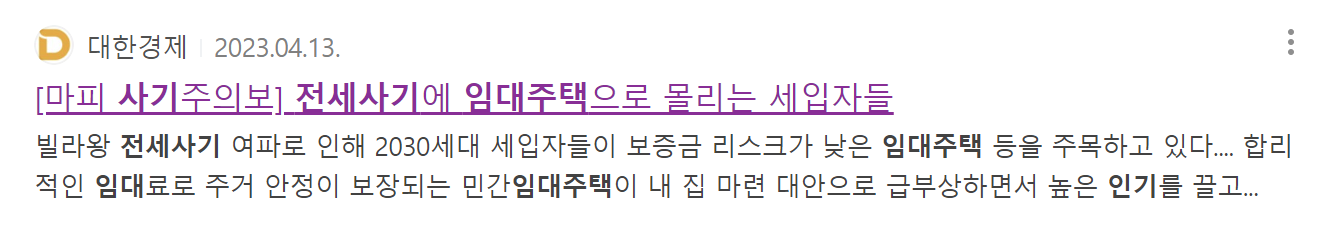 대한경제 2023.04.13.
[마피 사기주의보] 전세사기에 임대주택으로 몰리는 세입자들
빌라왕 전세사기 여파로 인해 2030세대 세입자들이 보증금 리스크가 낮은 임대주택 등을 주목하고 있다.... 합리
적인 임대료로 주거 안정이 보장되는 민간임대주택이 내 집 마련 대안으로 급부상하면서 높은 인기를 끌고...